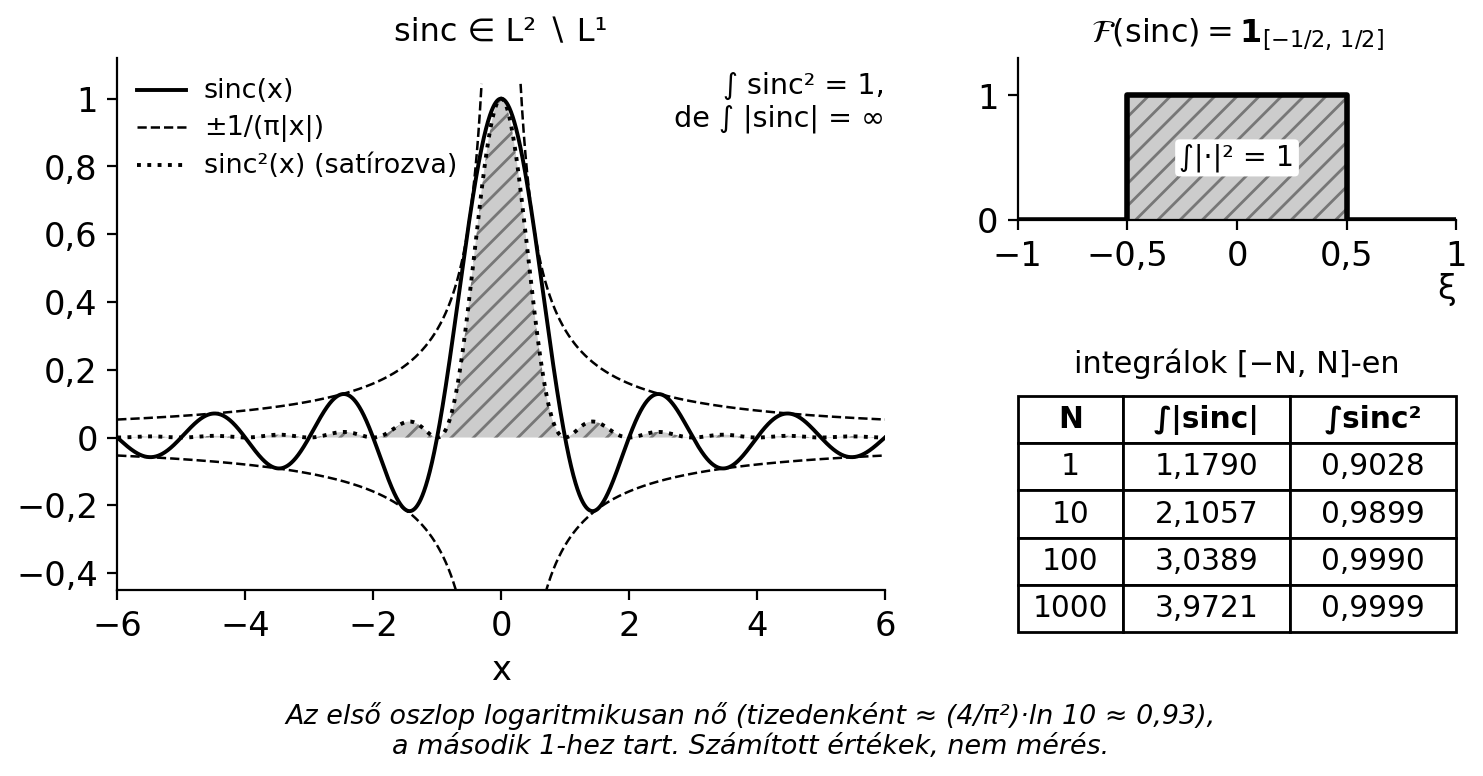 sinc ∈ L² \ L¹
sinc(x)
±1/(π|x|)
sinc²(x) (satírozva)
∫ sinc² = 1,
de ∫ |sinc| = ∞
1
0,8
0,6
0,4
0,2
0
−0,2
−0,4
−6 −4 −2 0 2 4 6
x
ℱ(sinc) = 𝟏[−1/2, 1/2]
1
∫|·|² = 1
0
−1 −0,5 0 0,5 1
ξ
integrálok [−N, N]-en
N ∫|sinc| ∫sinc²
1 1,1790 0,9028
10 2,1057 0,9899
100 3,0389 0,9990
1000 3,9721 0,9999
Az első oszlop logaritmikusan nő (tizedenként ≈ (4/π²)·ln 10 ≈ 0,93),
a második 1-hez tart. Számított értékek, nem mérés.